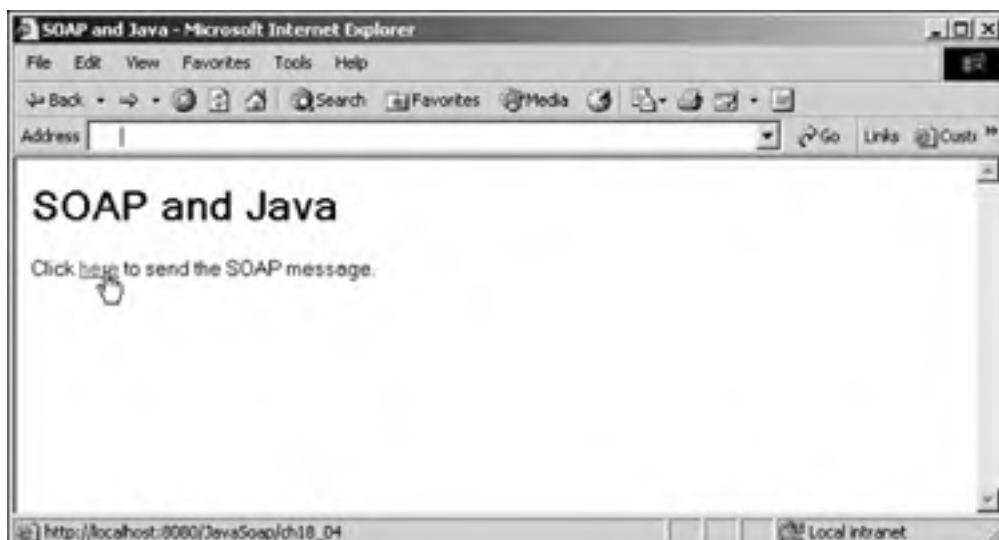 SOAP and Java - Microsoft Internet Explorer
File Edit View Favorites Tools Help
Back Search Favorites Media
Address Go Links Custi
SOAP and Java
Click here to send the SOAP message.
http://localhost:8080/JavaSoap/ch18_04 Local intranet